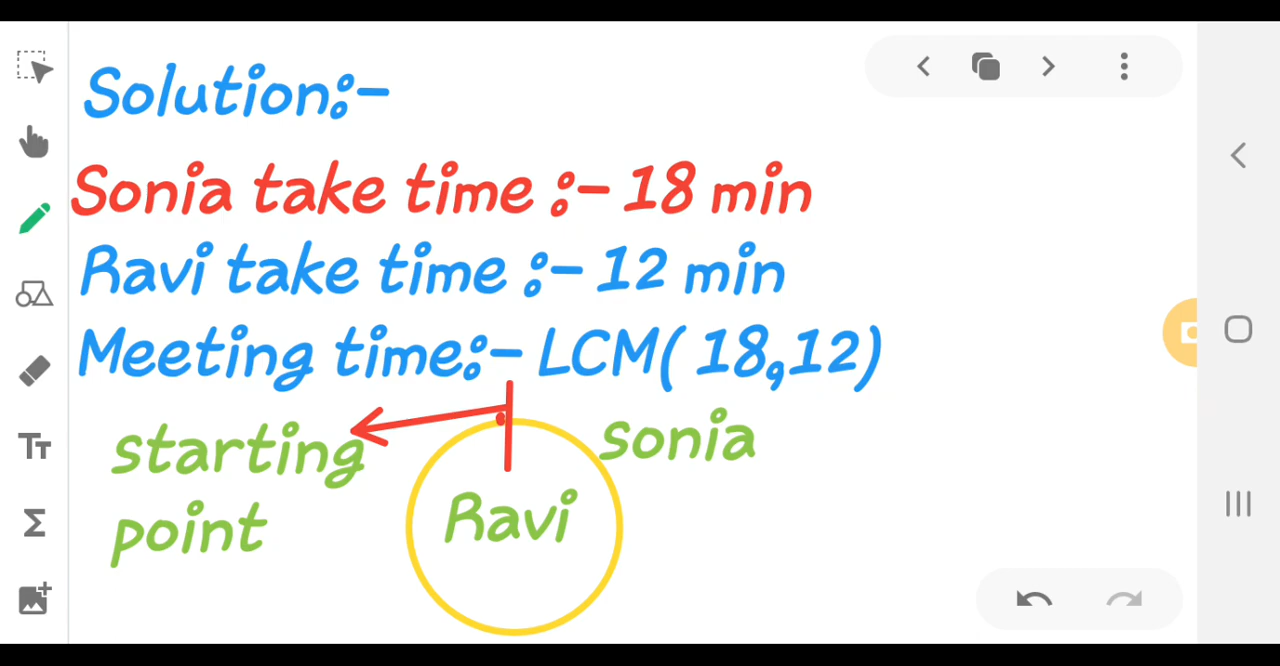 Solution:-
Sonia take time :- 18 min
Ravi take time :- 12 min
Meeting time:- LCM( 18,12)
starting
point
sonia
Ravi
Tт
Σ